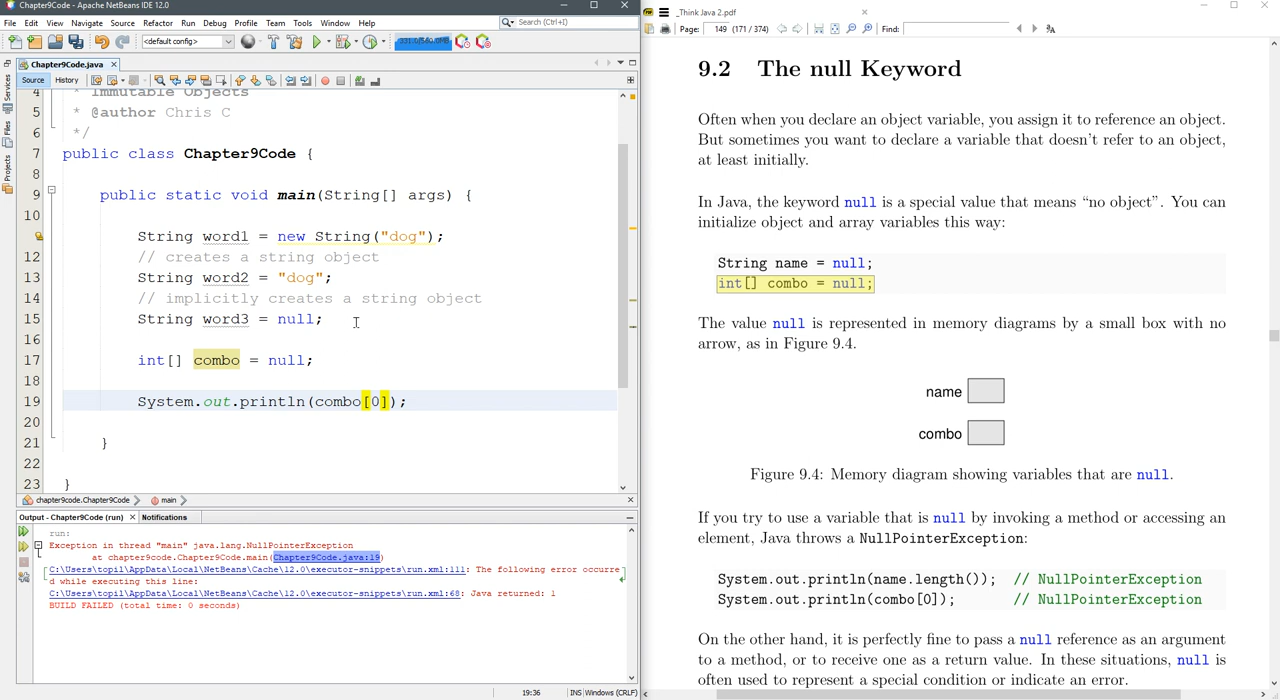 Chapter9Code - Apache NetBeans IDE 12.0
File Edit View Navigate Source Refactor Run Debug Profile Team Tools Window Help
Search (Ctrl+I)
<default config>
Chapter9Code.java
Source History
Services
Files
Projects
4 * Immutable Objects
5 * @author Chris C
6 */
7 public class Chapter9Code {
8
9 public static void main(String[] args) {
10
String word1 = new String("dog");
12 // creates a string object
13 String word2 = "dog";
14 // implicitly creates a string object
15 String word3 = null;
16
17 int[] combo = null;
18
19 System.out.println(combo[0]);
20
21 }
22
23 }
chapter9code.Chapter9Code main
Output - Chapter9Code (run) Notifications
run:
Exception in thread "main" java.lang.NullPointerException
at chapter9code.Chapter9Code.main(Chapter9Code.java:19)
C:\Users\topil\AppData\Local\NetBeans\Cache\12.0\executor-snippets\run.xml:111: The following error occurre
d while executing this line:
C:\Users\topil\AppData\Local\NetBeans\Cache\12.0\executor-snippets\run.xml:68: Java returned: 1
BUILD FAILED (total time: 0 seconds)
19:36 INS Windows (CRLF)
_Think Java 2.pdf
Page: 149 (171 / 374) Find:
9.2 The null Keyword
Often when you declare an object variable, you assign it to reference an object.
But sometimes you want to declare a variable that doesn't refer to an object,
at least initially.
In Java, the keyword null is a special value that means “no object”. You can
initialize object and array variables this way:
String name = null;
int[] combo = null;
The value null is represented in memory diagrams by a small box with no
arrow, as in Figure 9.4.
name
combo
Figure 9.4: Memory diagram showing variables that are null.
If you try to use a variable that is null by invoking a method or accessing an
element, Java throws a NullPointerException:
System.out.println(name.length()); // NullPointerException
System.out.println(combo[0]); // NullPointerException
On the other hand, it is perfectly fine to pass a null reference as an argument
to a method, or to receive one as a return value. In these situations, null is
often used to represent a special condition or indicate an error.